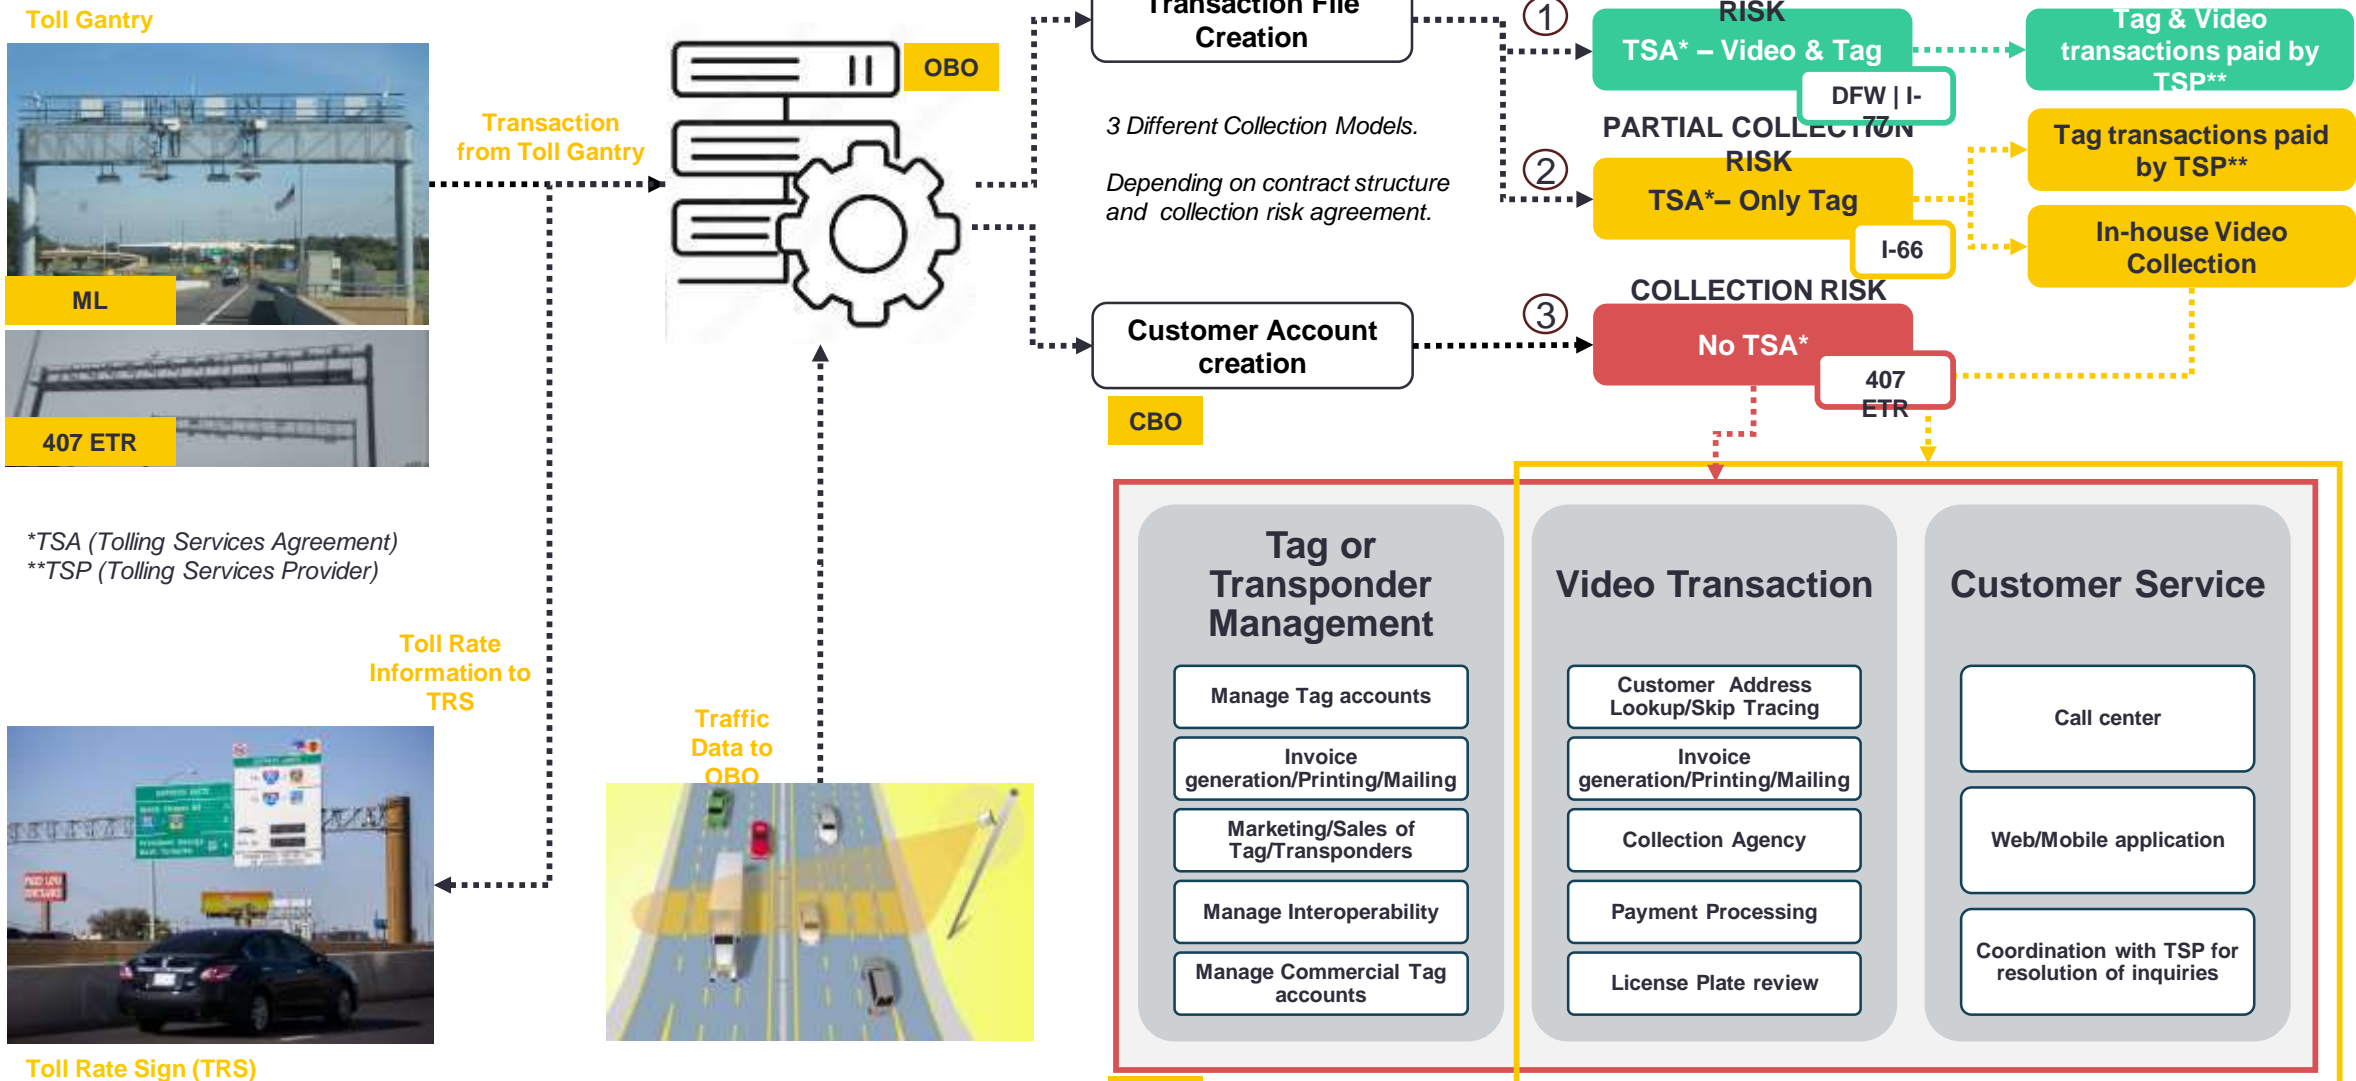 Toll Gantry
ML
407 ETR
*TSA (Tolling Services Agreement)
**TSP (Tolling Services Provider)
Transaction
from Toll Gantry
OBO
Toll Rate
Information to
TRS
Toll Rate Sign (TRS)
Traffic
Data to
OBO
Transaction File
Creation
3 Different Collection Models.
Depending on contract structure
and collection risk agreement.
Customer Account
creation
CBO
1
RISK
TSA* – Video & Tag
DFW | I-
77
Tag & Video
transactions paid by
TSP**
2
PARTIAL COLLECTION
RISK
TSA*– Only Tag
I-66
Tag transactions paid
by TSP**
In-house Video
Collection
3
COLLECTION RISK
No TSA*
407
ETR
Tag or
Transponder
Management
Manage Tag accounts
Invoice
generation/Printing/Mailing
Marketing/Sales of
Tag/Transponders
Manage Interoperability
Manage Commercial Tag
accounts
Video Transaction
Customer Address
Lookup/Skip Tracing
Invoice
generation/Printing/Mailing
Collection Agency
Payment Processing
License Plate review
Customer Service
Call center
Web/Mobile application
Coordination with TSP for
resolution of inquiries